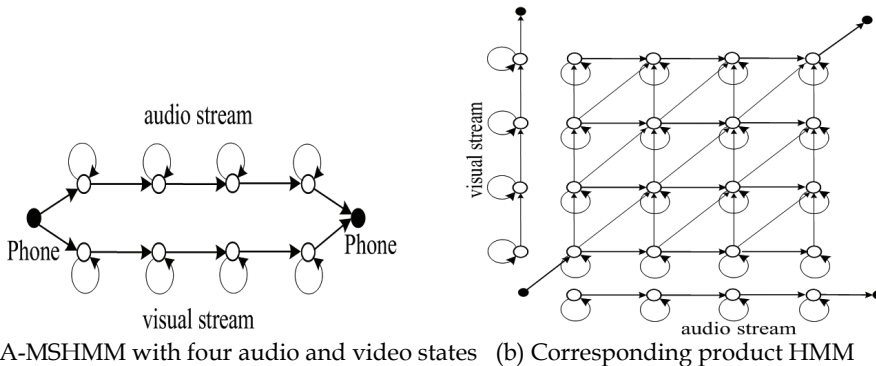 audio stream
Phone
Phone
visual stream
visual stream
audio stream
A-MSHMM with four audio and video states (b) Corresponding product HMM